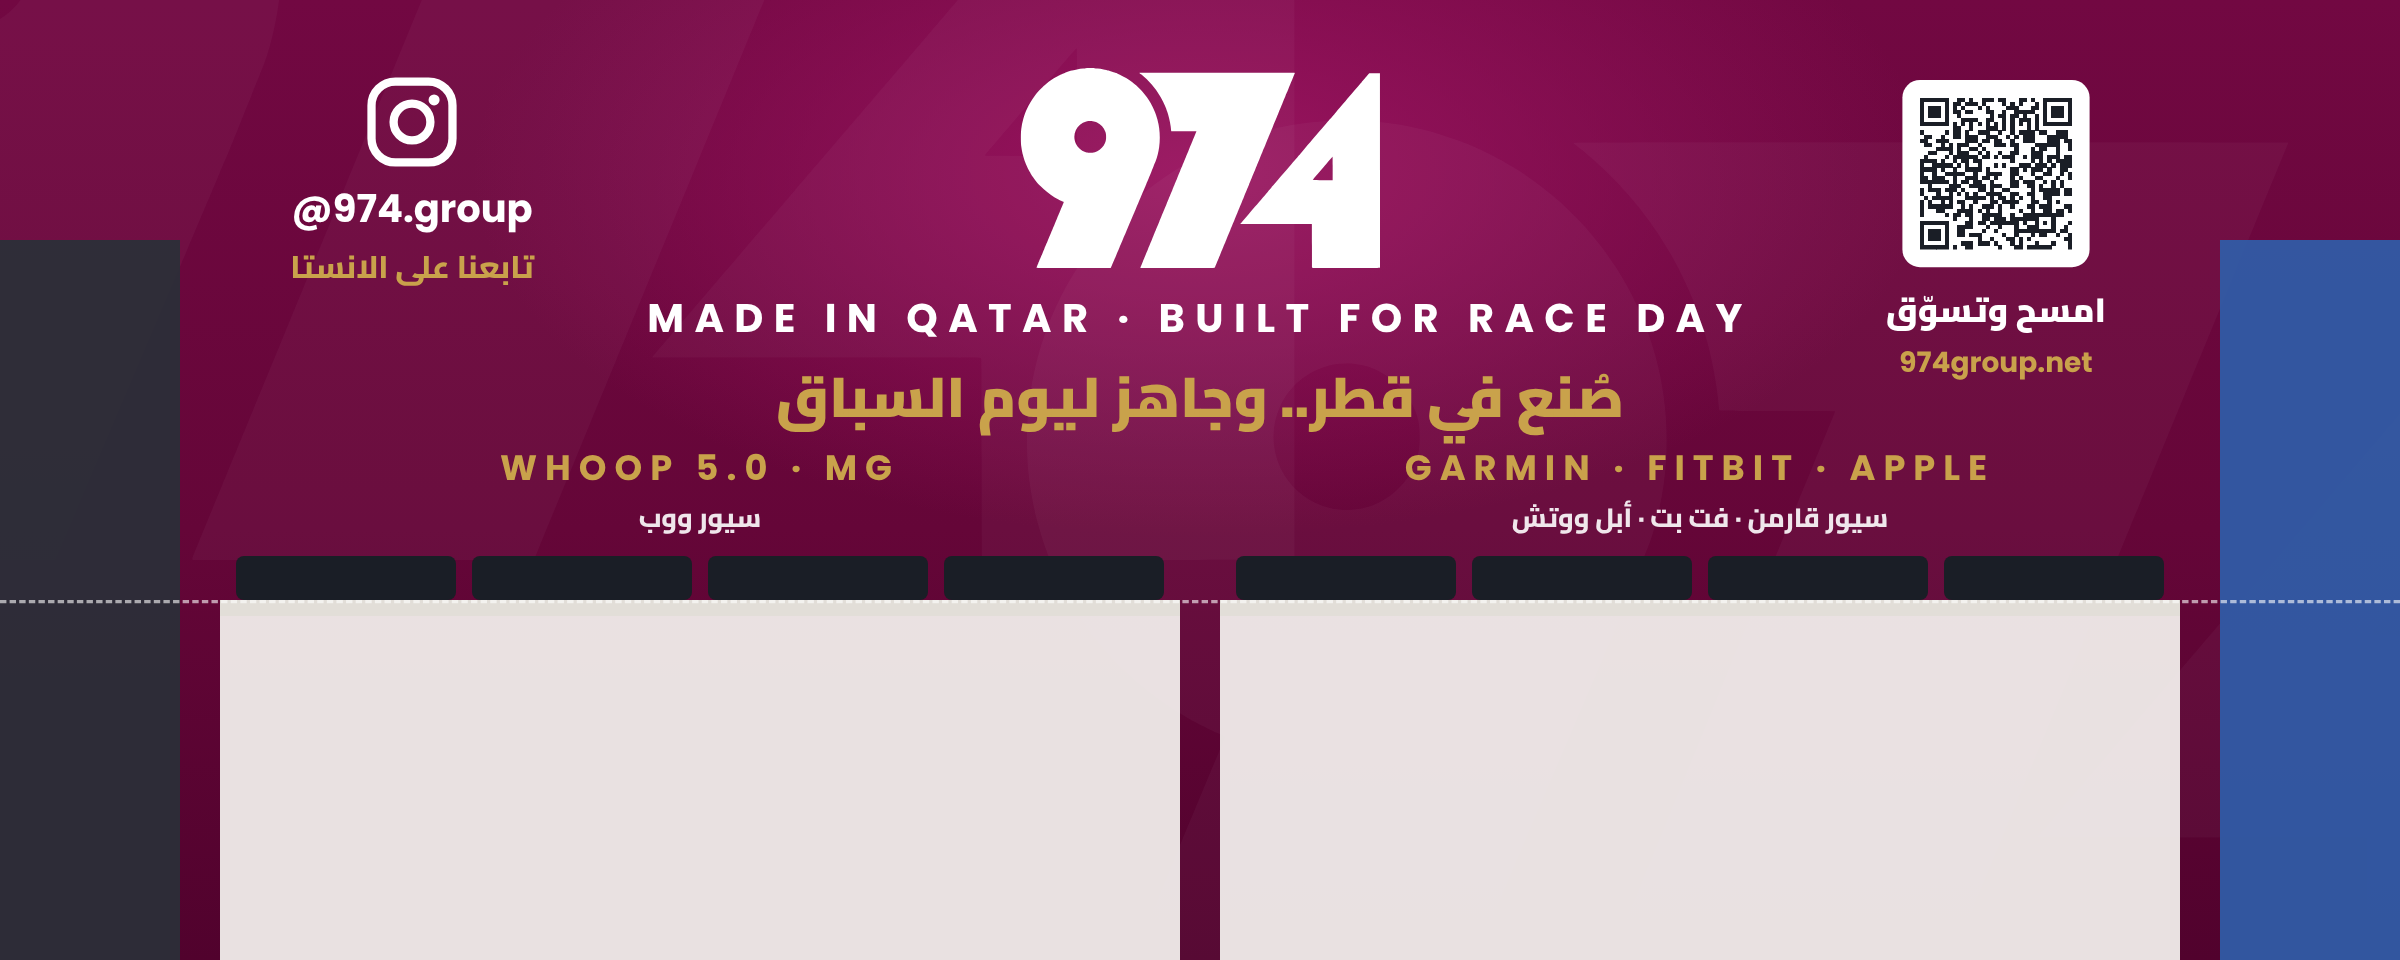 974
@974.group
تابعنا على الانستا
MADE IN QATAR · BUILT FOR RACE DAY
صُنع في قطر.. وجاهز ليوم السباق
امسح وتسوّق
974group.net
WHOOP 5.0 · MG
سيور ووب
GARMIN · FITBIT · APPLE
سيور قارمن · فت بت · أبل ووتش